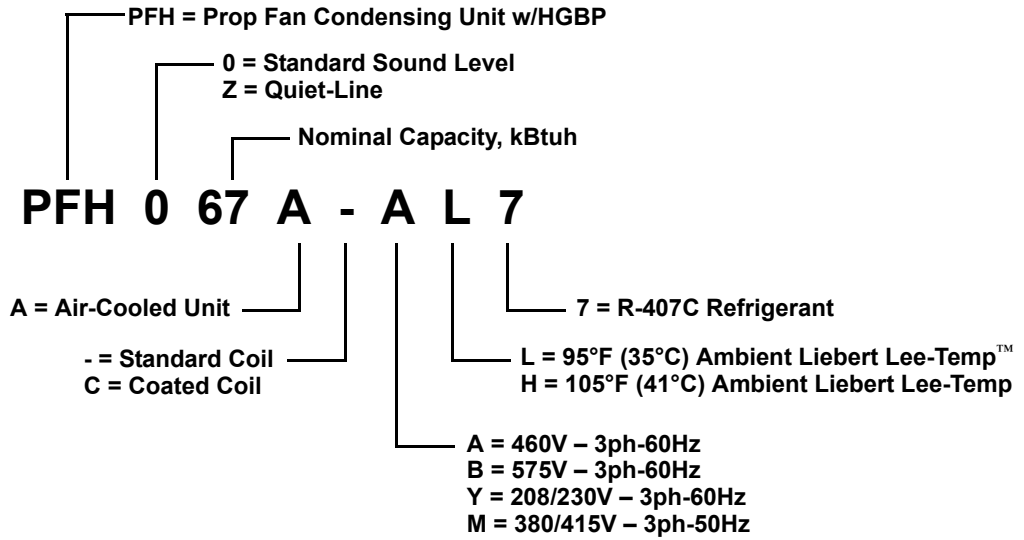 PFH = Prop Fan Condensing Unit w/HGBP
0 = Standard Sound Level
Z = Quiet-Line
Nominal Capacity, kBtuh
PFH 0 67 A - A L 7
A = Air-Cooled Unit
7 = R-407C Refrigerant
- = Standard Coil
C = Coated Coil
L = 95°F (35°C) Ambient Liebert Lee-Temp™
H = 105°F (41°C) Ambient Liebert Lee-Temp
A = 460V – 3ph-60Hz
B = 575V – 3ph-60Hz
Y = 208/230V – 3ph-60Hz
M = 380/415V – 3ph-50Hz